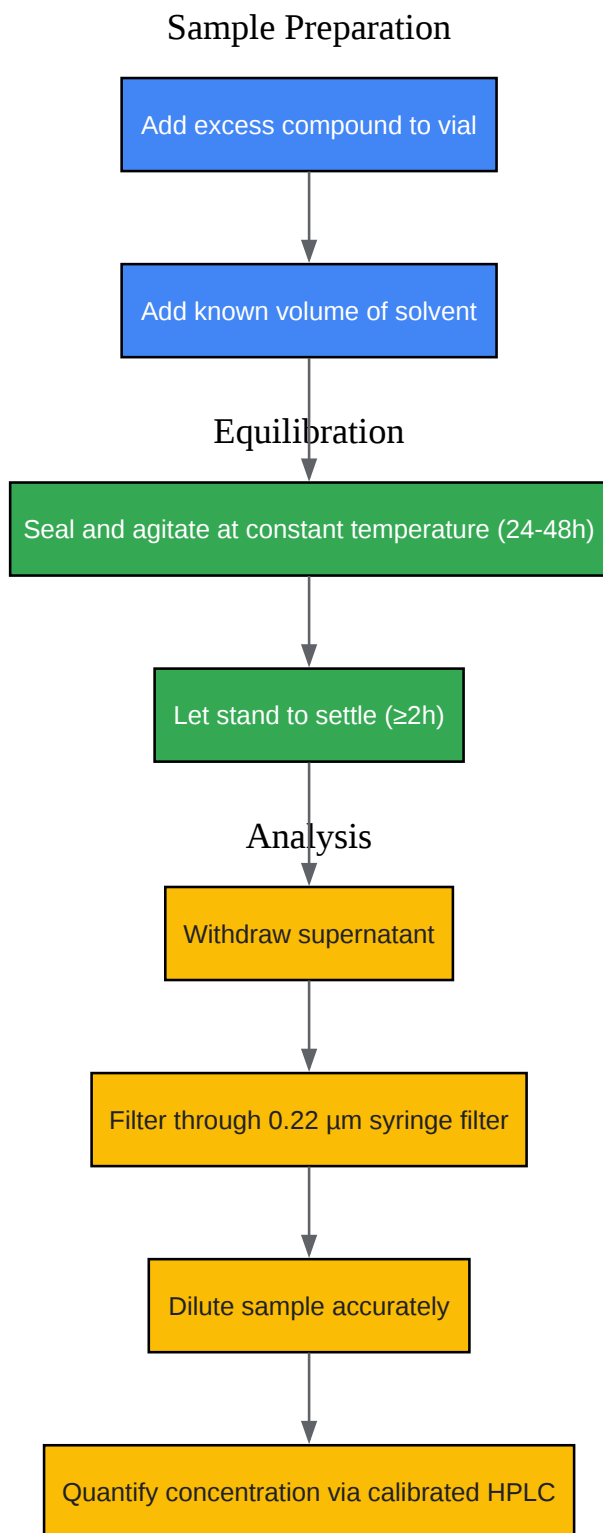 Sample Preparation
Add excess compound to vial
Add known volume of solvent
Equilibration
Seal and agitate at constant temperature (24-48h)
Let stand to settle (≥2h)
Analysis
Withdraw supernatant
Filter through 0.22 µm syringe filter
Dilute sample accurately
Quantify concentration via calibrated HPLC